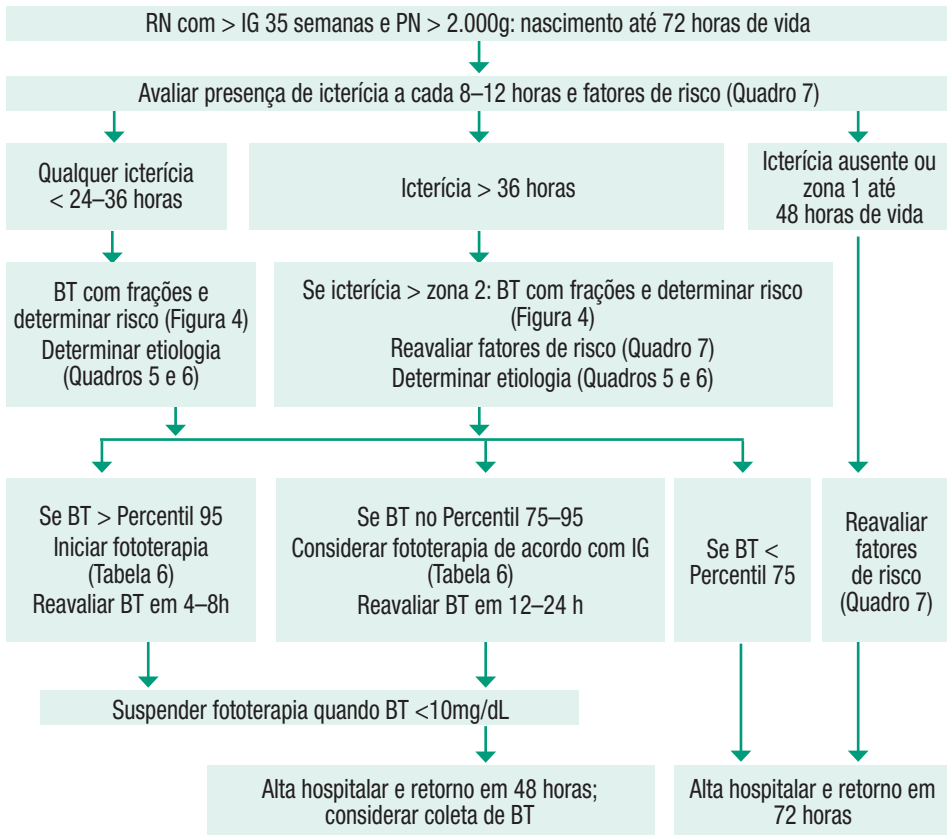 RN com > IG 35 semanas e PN > 2.000g: nascimento até 72 horas de vida
Avaliar presença de icterícia a cada 8–12 horas e fatores de risco (Quadro 7)
Qualquer icterícia
< 24–36 horas
Icterícia > 36 horas
Icterícia ausente ou
zona 1 até
48 horas de vida
BT com frações e
determinar risco (Figura 4)
Determinar etiologia
(Quadros 5 e 6)
Se icterícia > zona 2: BT com frações e determinar risco
(Figura 4)
Reavaliar fatores de risco (Quadro 7)
Determinar etiologia (Quadros 5 e 6)
Se BT > Percentil 95
Iniciar fototerapia
(Tabela 6)
Reavaliar BT em 4–8h
Se BT no Percentil 75–95
Considerar fototerapia de acordo com IG
(Tabela 6)
Reavaliar BT em 12–24 h
Se BT <
Percentil 75
Reavaliar
fatores
de risco
(Quadro 7)
Suspender fototerapia quando BT <10mg/dL
Alta hospitalar e retorno em 48 horas;
considerar coleta de BT
Alta hospitalar e retorno em
72 horas